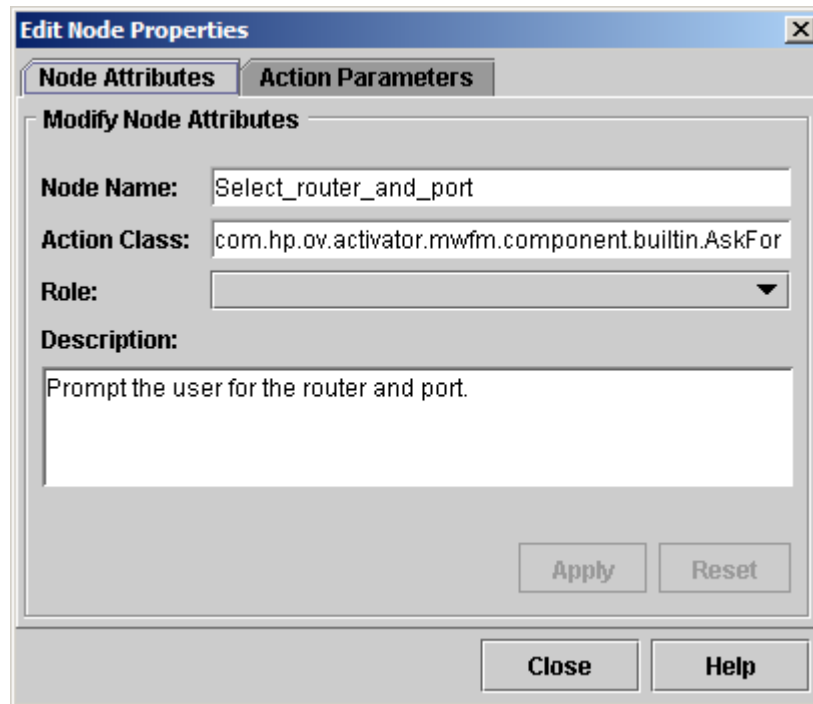 Edit Node Properties
Node Attributes Action Parameters
Modify Node Attributes
Node Name: Select_router_and_port
Action Class: com.hp.ov.activator.mwfm.component.builtin.AskFor
Role:
Description:
Prompt the user for the router and port.
Apply Reset
Close Help